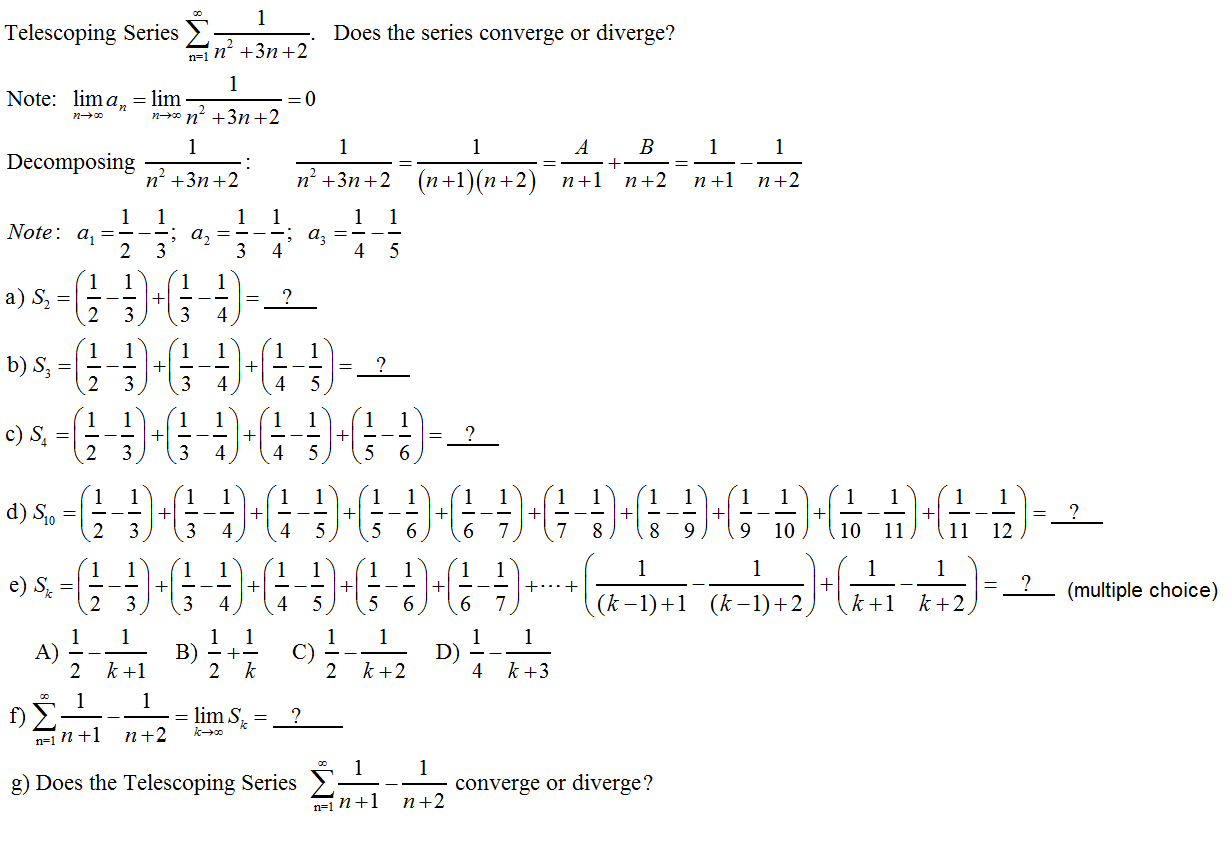 Telescoping Series $\sum_{n=1}^{\infty} \frac{1}{n^2+3n+2}$. Does the series converge or diverge?
Note: $\lim_{n\to\infty} a_n = \lim_{n\to\infty} \frac{1}{n^2+3n+2} = 0$
Decomposing $\frac{1}{n^2+3n+2}$: $\frac{1}{n^2+3n+2} = \frac{1}{(n+1)(n+2)} = \frac{A}{n+1} + \frac{B}{n+2} = \frac{1}{n+1} - \frac{1}{n+2}$
Note: $a_1 = \frac{1}{2} - \frac{1}{3}$; $a_2 = \frac{1}{3} - \frac{1}{4}$; $a_3 = \frac{1}{4} - \frac{1}{5}$
a) $S_2 = \left(\frac{1}{2} - \frac{1}{3}\right) + \left(\frac{1}{3} - \frac{1}{4}\right) =$ __?__
b) $S_3 = \left(\frac{1}{2} - \frac{1}{3}\right) + \left(\frac{1}{3} - \frac{1}{4}\right) + \left(\frac{1}{4} - \frac{1}{5}\right) =$ __?__
c) $S_4 = \left(\frac{1}{2} - \frac{1}{3}\right) + \left(\frac{1}{3} - \frac{1}{4}\right) + \left(\frac{1}{4} - \frac{1}{5}\right) + \left(\frac{1}{5} - \frac{1}{6}\right) =$ __?__
d) $S_{10} = \left(\frac{1}{2} - \frac{1}{3}\right) + \left(\frac{1}{3} - \frac{1}{4}\right) + \left(\frac{1}{4} - \frac{1}{5}\right) + \left(\frac{1}{5} - \frac{1}{6}\right) + \left(\frac{1}{6} - \frac{1}{7}\right) + \left(\frac{1}{7} - \frac{1}{8}\right) + \left(\frac{1}{8} - \frac{1}{9}\right) + \left(\frac{1}{9} - \frac{1}{10}\right) + \left(\frac{1}{10} - \frac{1}{11}\right) + \left(\frac{1}{11} - \frac{1}{12}\right) =$ __?__
e) $S_k = \left(\frac{1}{2} - \frac{1}{3}\right) + \left(\frac{1}{3} - \frac{1}{4}\right) + \left(\frac{1}{4} - \frac{1}{5}\right) + \left(\frac{1}{5} - \frac{1}{6}\right) + \left(\frac{1}{6} - \frac{1}{7}\right) + \cdots + \left(\frac{1}{(k-1)+1} - \frac{1}{(k-1)+2}\right) + \left(\frac{1}{k+1} - \frac{1}{k+2}\right) =$ __?__ (multiple choice)
A) $\frac{1}{2} - \frac{1}{k+1}$ B) $\frac{1}{2} + \frac{1}{k}$ C) $\frac{1}{2} - \frac{1}{k+2}$ D) $\frac{1}{4} - \frac{1}{k+3}$
f) $\sum_{n=1}^{\infty} \frac{1}{n+1} - \frac{1}{n+2} = \lim_{k\to\infty} S_k =$ __?__
g) Does the Telescoping Series $\sum_{n=1}^{\infty} \frac{1}{n+1} - \frac{1}{n+2}$ converge or diverge?